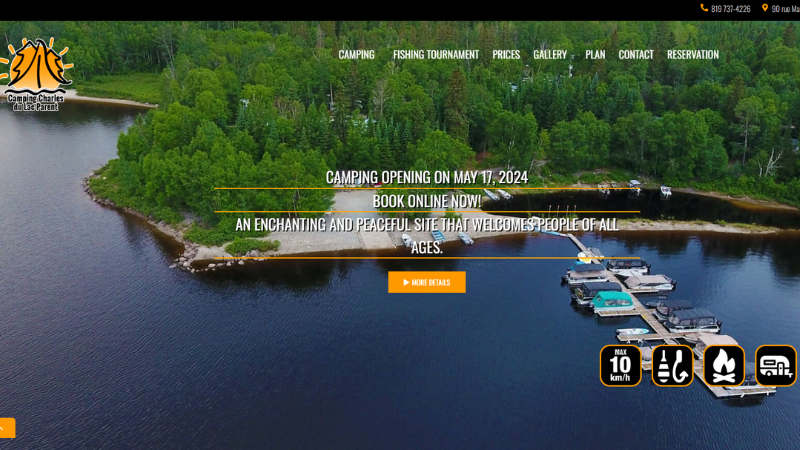 819 737-4226
90 rue Ma
CAMPING FISHING TOURNAMENT PRICES GALLERY PLAN CONTACT RESERVATION
Camping Charles
du Lac Parent
CAMPING OPENING ON MAY 17, 2024
BOOK ONLINE NOW!
AN ENCHANTING AND PEACEFUL SITE THAT WELCOMES PEOPLE OF ALL
AGES.
MORE DETAILS
MAX
10
km/h